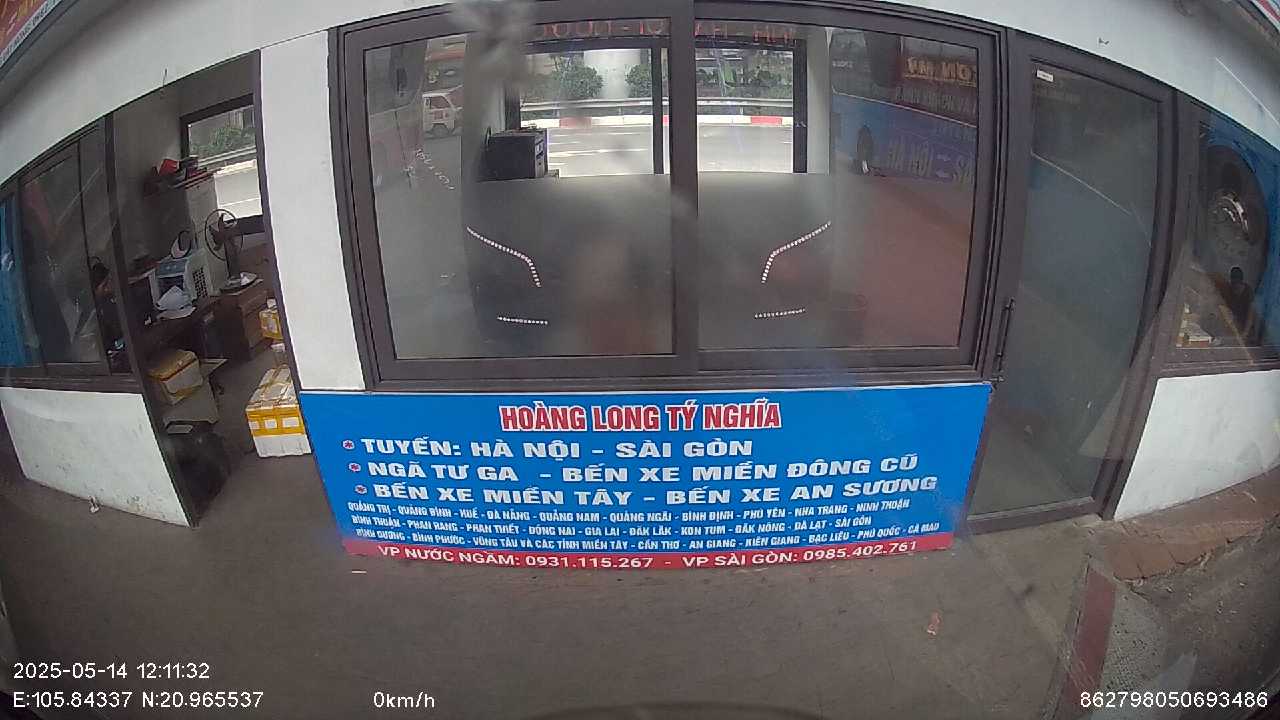 HOÀNG LONG TÝ NGHĨA
* TUYẾN: HÀ NỘI - SÀI GÒN
* NGÃ TƯ GA - BẾN XE MIỀN ĐÔNG CŨ
* BẾN XE MIỀN TÂY - BẾN XE AN SƯƠNG
QUẢNG TRỊ - QUẢNG BÌNH - HUẾ - ĐÀ NẴNG - QUẢNG NAM - QUẢNG NGÃI - BÌNH ĐỊNH - PHÚ YÊN - NHA TRANG - NINH THUẬN
BÌNH THUẬN - PHAN RANG - PHAN THIẾT - ĐỒNG NAI - GIA LAI - ĐĂK LĂK - KON TUM - ĐĂK NÔNG - ĐÀ LẠT - SÀI GÒN
BÌNH DƯƠNG - BÌNH PHƯỚC - VŨNG TÀU VÀ CÁC TỈNH MIỀN TÂY - CẦN THƠ - AN GIANG - KIÊN GIANG - BẠC LIÊU - PHÚ QUỐC - CÀ MAU
VP NƯỚC NGẦM: 0931.115.267 - VP SÀI GÒN: 0985.402.761
2025-05-14 12:11:32
E:105.84337 N:20.965537 0km/h 862798050693486